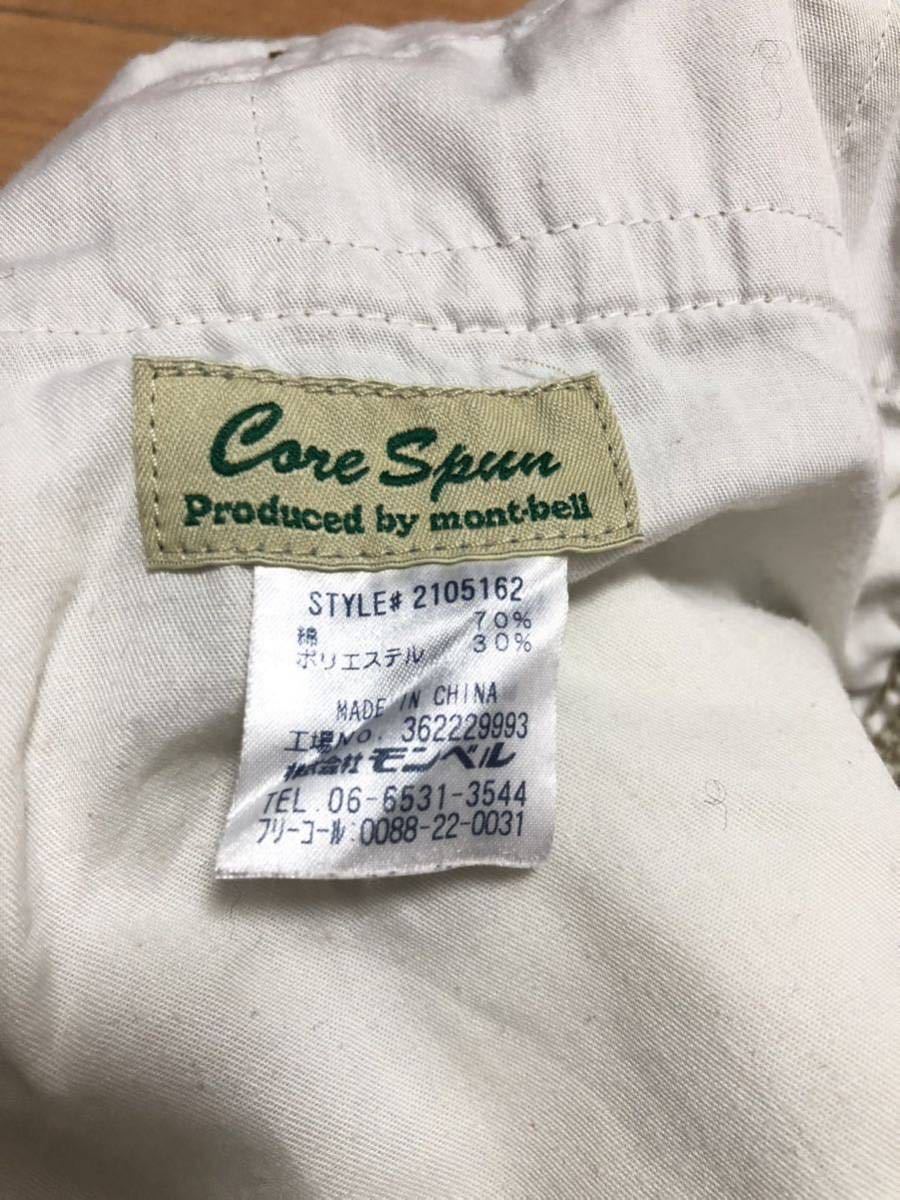 Core Spun
Produced by mont-bell
STYLE# 2105162
綿 70%
ポリエステル 30%
MADE IN CHINA
工場No. 362229993
株式会社 モンベル
TEL.06-6531-3544
フリーコール:0088-22-0031